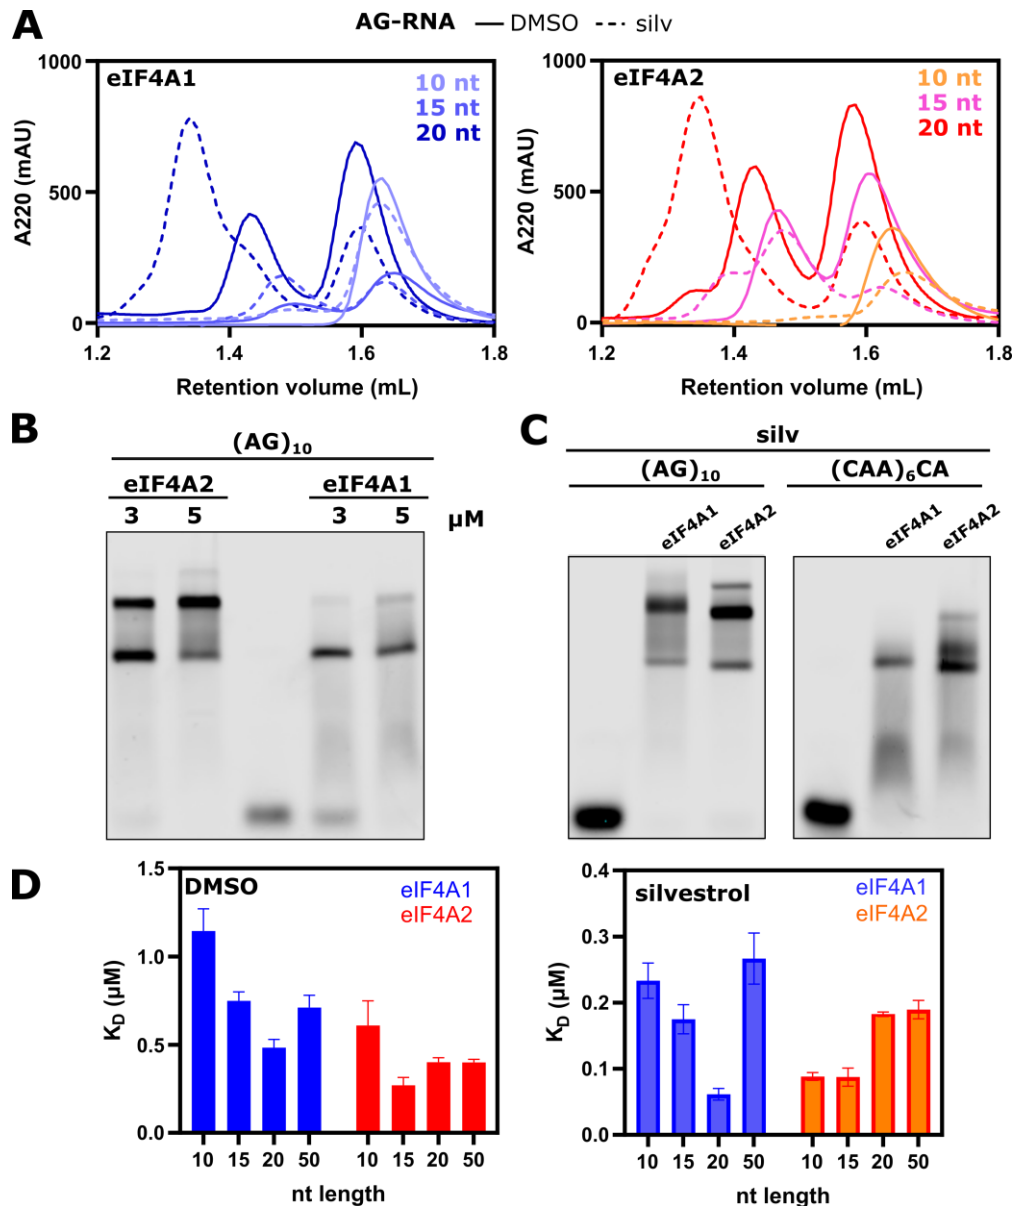 A
AG-RNA — DMSO --- silv
eIF4A1
10 nt
15 nt
20 nt
1000
500
0
A220 (mAU)
1.2 1.4 1.6 1.8
Retention volume (mL)
eIF4A2
10 nt
15 nt
20 nt
1000
500
0
A220 (mAU)
1.2 1.4 1.6 1.8
Retention volume (mL)
B
(AG)₁₀
eIF4A2 eIF4A1
3 5 3 5 μM
C
silv
(AG)₁₀ (CAA)₆CA
eIF4A1 eIF4A2 eIF4A1 eIF4A2
D
DMSO
eIF4A1
eIF4A2
1.5
1.0
0.5
0.0
K_D (μM)
10 15 20 50 10 15 20 50
nt length
silvestrol
eIF4A1
eIF4A2
0.4
0.3
0.2
0.1
0.0
K_D (μM)
10 15 20 50 10 15 20 50
nt length